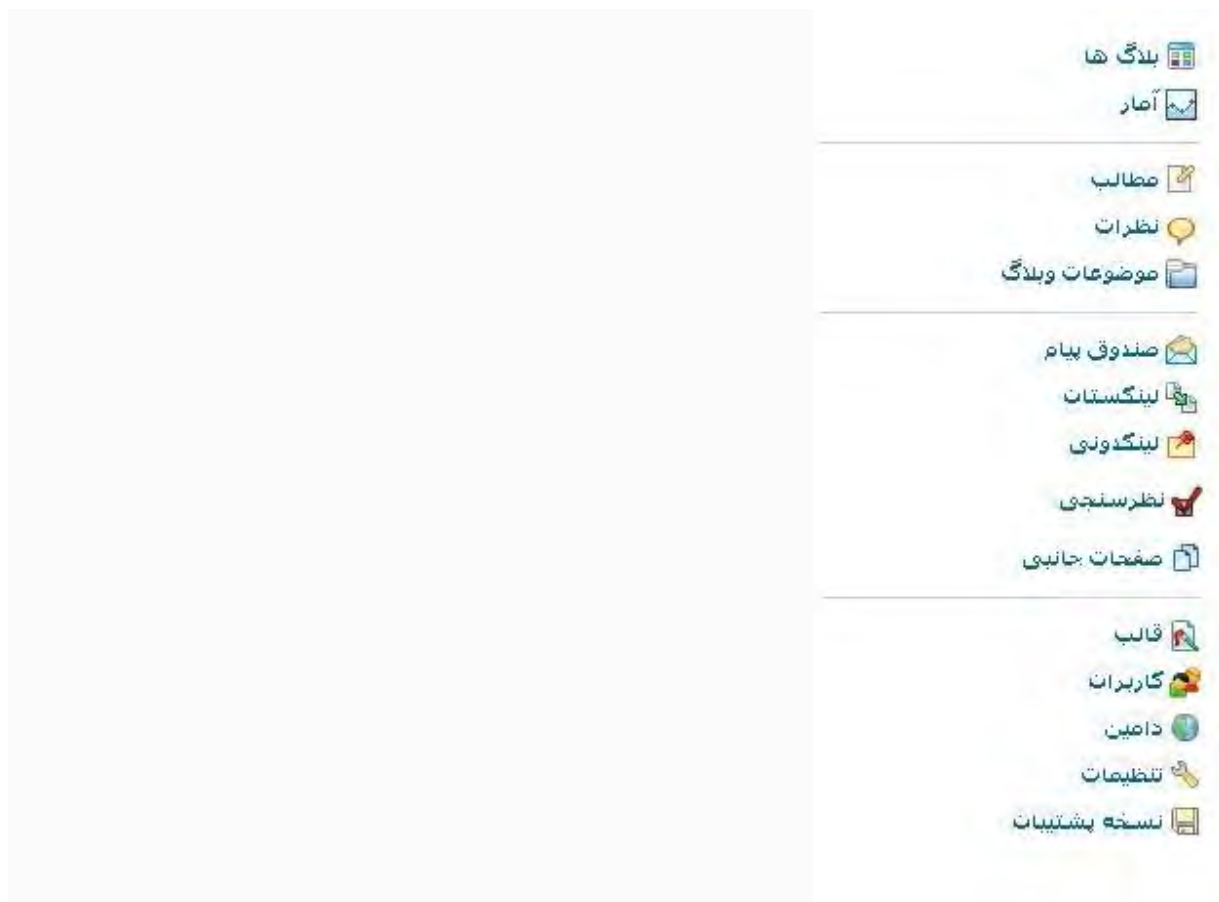 بلاگ ها
آمار
مطالب
نظرات
موضوعات وبلاگ
صندوق پیام
لینکستان
لینکدونی
نظرسنجی
صفحات جانبی
قالب
کاربران
دامین
تنظیمات
نسخه پشتیبان